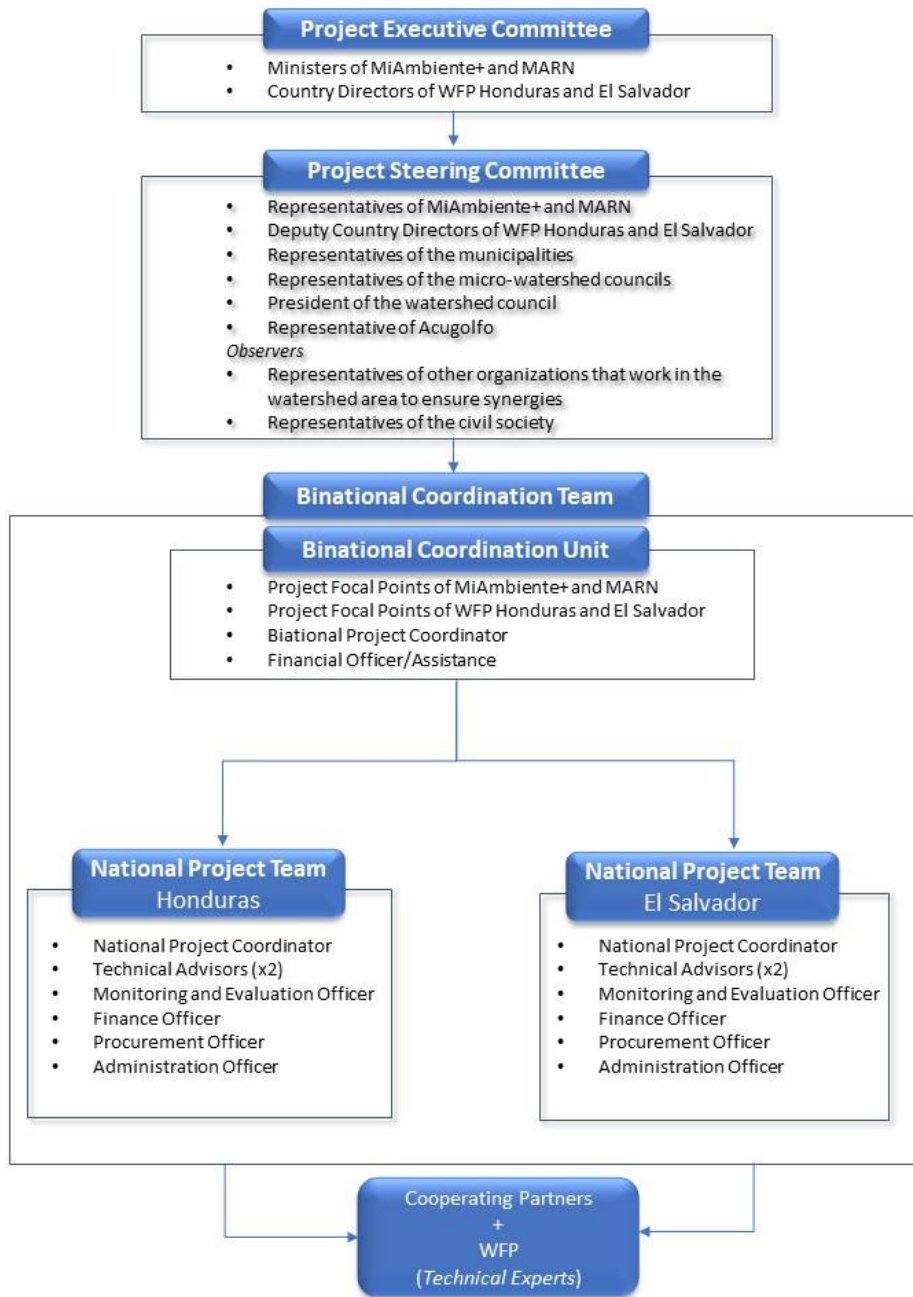 Project Executive Committee
• Ministers of MiAmbiente+ and MARN
• Country Directors of WFP Honduras and El Salvador
Project Steering Committee
• Representatives of MiAmbiente+ and MARN
• Deputy Country Directors of WFP Honduras and El Salvador
• Representatives of the municipalities
• Representatives of the micro-watershed councils
• President of the watershed council
• Representative of Acugolfo
Observers
• Representatives of other organizations that work in the
watershed area to ensure synergies
• Representatives of the civil society
Binational Coordination Team
Binational Coordination Unit
• Project Focal Points of MiAmbiente+ and MARN
• Project Focal Points of WFP Honduras and El Salvador
• Biational Project Coordinator
• Financial Officer/Assistance
National Project Team
Honduras
• National Project Coordinator
• Technical Advisors (x2)
• Monitoring and Evaluation Officer
• Finance Officer
• Procurement Officer
• Administration Officer
National Project Team
El Salvador
• National Project Coordinator
• Technical Advisors (x2)
• Monitoring and Evaluation Officer
• Finance Officer
• Procurement Officer
• Administration Officer
Cooperating Partners
+
WFP
(Technical Experts)